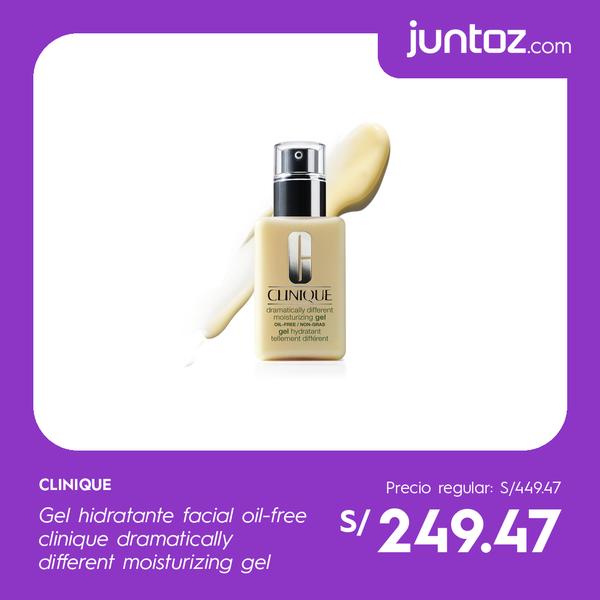 juntoz.com
CLINIQUE
dramatically different
moisturizing gel
OIL-FREE / NON-GRAS
gel hydratant
tellement différent
CLINIQUE
Gel hidratante facial oil-free
clinique dramatically
different moisturizing gel
Precio regular: S/449.47
S/ 249.47